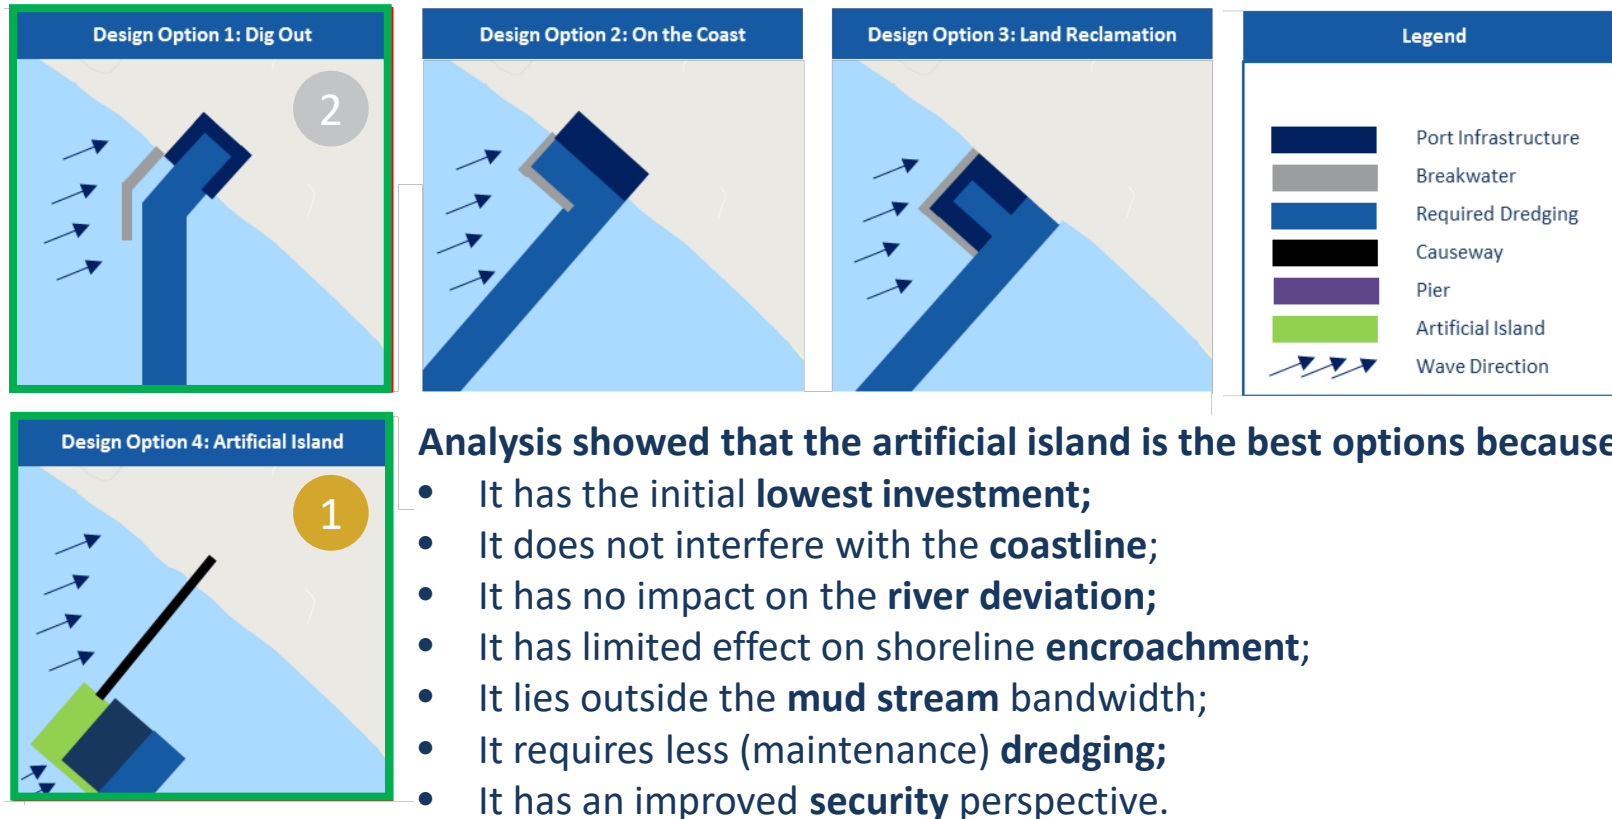 Design Option 1: Dig Out
2
Design Option 2: On the Coast
Design Option 3: Land Reclamation
Legend
Port Infrastructure
Breakwater
Required Dredging
Causeway
Pier
Artificial Island
Wave Direction
Design Option 4: Artificial Island
1
Analysis showed that the artificial island is the best options because
• It has the initial lowest investment;
• It does not interfere with the coastline;
• It has no impact on the river deviation;
• It has limited effect on shoreline encroachment;
• It lies outside the mud stream bandwidth;
• It requires less (maintenance) dredging;
• It has an improved security perspective.